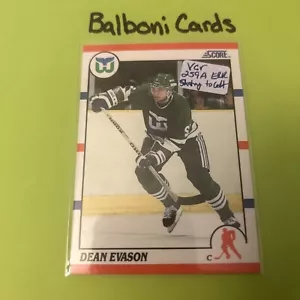 Balboni Cards
SCORE
Var
259A ERR
Skating to Left
DEAN EVASON
C